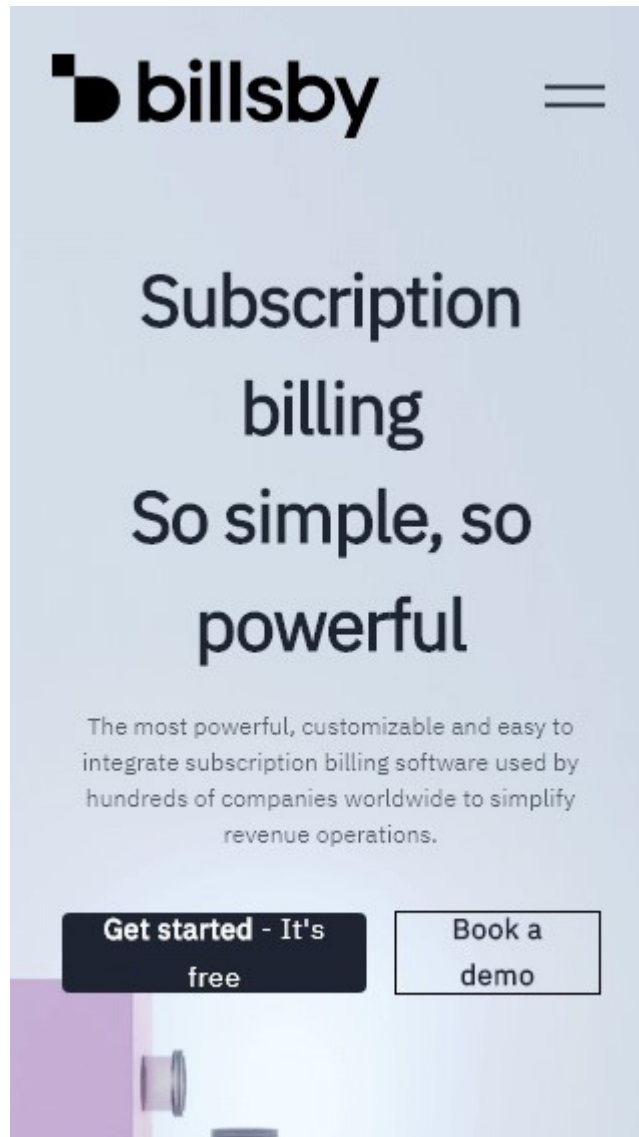 billsby
Subscription
billing
So simple, so
powerful
The most powerful, customizable and easy to
integrate subscription billing software used by
hundreds of companies worldwide to simplify
revenue operations.
Get started - It's
free
Book a
demo